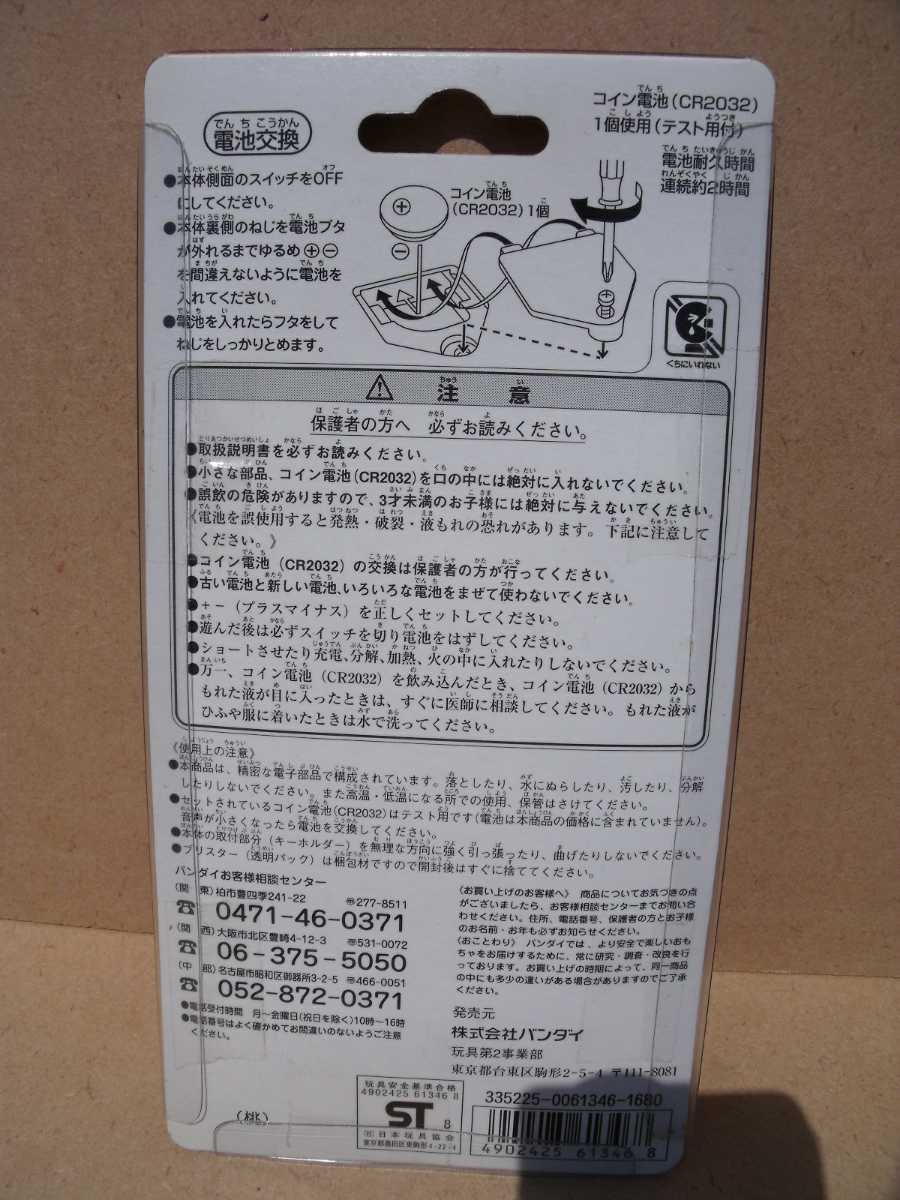 でんちこうかん
電池交換
●本体側面のスイッチをOFF
にしてください。
●本体裏側のねじを電池ブタ
が外れるまでゆるめ⊕⊖
を間違えないように電池を
入れてください。
●電池を入れたらフタをして
ねじをしっかりとめます。
コイン電池
(CR2032)1個
コイン電池(CR2032)
1個使用(テスト用付)
電池耐久時間
連続約2時間
くちにいれない
⚠ 注意
保護者の方へ 必ずお読みください。
●取扱説明書を必ずお読みください。
●小さな部品、コイン電池(CR2032)を口の中には絶対に入れないでください。
●誤飲の危険がありますので、3才未満のお子様には絶対に与えないでください。
《電池を誤使用すると発熱・破裂・液もれの恐れがあります。下記に注意して
ください。》
●コイン電池(CR2032)の交換は保護者の方が行ってください。
●古い電池と新しい電池、いろいろな電池をまぜて使わないでください。
●+-(プラスマイナス)を正しくセットしてください。
●遊んだ後は必ずスイッチを切り電池をはずしてください。
●ショートさせたり充電、分解、加熱、火の中に入れたりしないでください。
●万一、コイン電池(CR2032)を飲み込んだとき、コイン電池(CR2032)から
もれた液が目に入ったときは、すぐに医師に相談してください。もれた液が
ひふや服に着いたときは水で洗ってください。
《使用上の注意》
●本商品は、精密な電子部品で構成されています。落としたり、水にぬらしたり、汚したり、分解
したりしないでください。また高温・低温になる所での使用、保管はさけてください。
●セットされているコイン電池(CR2032)はテスト用です(電池は本商品の価格に含まれていません)。
音声が小さくなったら電池を交換してください。
●本体の取付部分(キーホルダー)を無理な方向に強く引っ張ったり、曲げたりしないでください。
●ブリスター(透明パック)は梱包材ですので開封後はすぐに捨ててください。
バンダイお客様相談センター
(関 東)柏市豊四季241-22 〒277-8511
☎ 0471-46-0371
(関 西)大阪市北区豊崎4-12-3 〒531-0072
☎ 06-375-5050
(中 部)名古屋市昭和区御器所3-2-5 〒466-0051
☎ 052-872-0371
●電話受付時間 月〜金曜日(祝日を除く)10時〜16時
●電話番号はよく確かめてお間違いのないようご注意
ください。
〈お買い上げのお客様へ〉 商品についてお気づきの点
がございましたら、お客様相談センターまでお問い合
わせください。住所、電話番号、保護者の方とお子様
のお名前・お年も必ずお知らせください。
〈おことわり〉 バンダイでは、より安全で楽しいおも
ちゃをお届けするために、常に研究・調査・改良を行
っております。お買い上げの時期によって、同一商品
の中にも多少の違いがある場合がありますのでご了承
ください。
発売元
株式会社バンダイ
玩具第2事業部
東京都台東区駒形2-5-4 〒111-8081
(桃)
玩具安全基準合格
4902425 61346 8
ST 8
(社)日本玩具協会
東京都墨田区東駒形4-22-4
335225-0061346-1680
4902425 613468